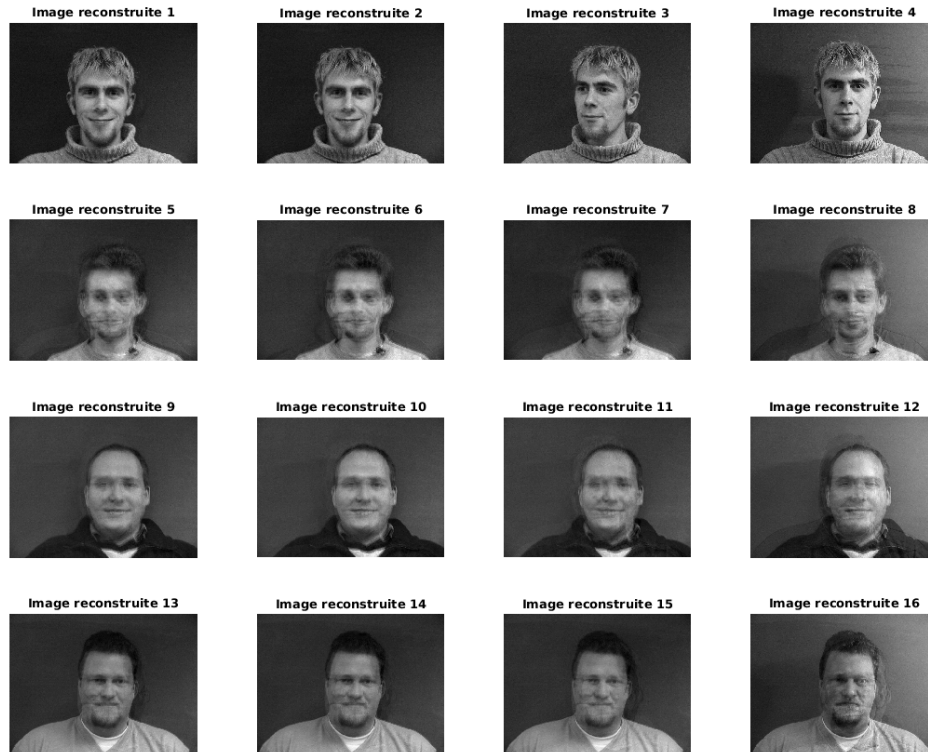 Image reconstruite 1
Image reconstruite 2
Image reconstruite 3
Image reconstruite 4
Image reconstruite 5
Image reconstruite 6
Image reconstruite 7
Image reconstruite 8
Image reconstruite 9
Image reconstruite 10
Image reconstruite 11
Image reconstruite 12
Image reconstruite 13
Image reconstruite 14
Image reconstruite 15
Image reconstruite 16